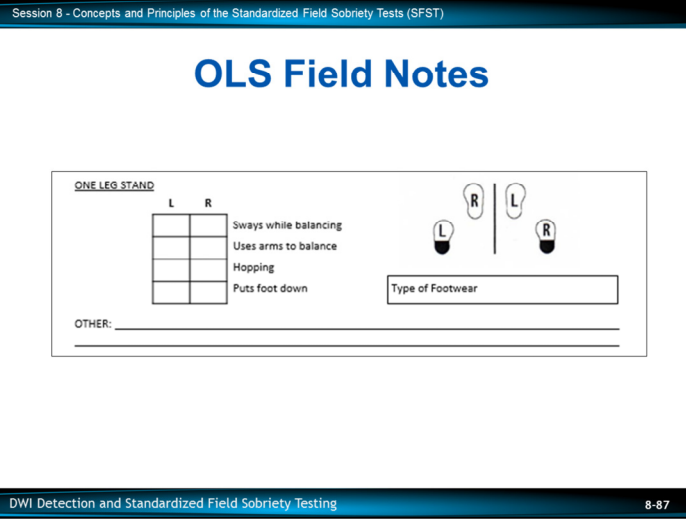 Session 8 - Concepts and Principles of the Standardized Field Sobriety Tests (SFST)
OLS Field Notes
ONE LEG STAND
L R
Sways while balancing
Uses arms to balance
Hopping
Puts foot down
R L
L R
Type of Footwear
OTHER:
DWI Detection and Standardized Field Sobriety Testing
8-87